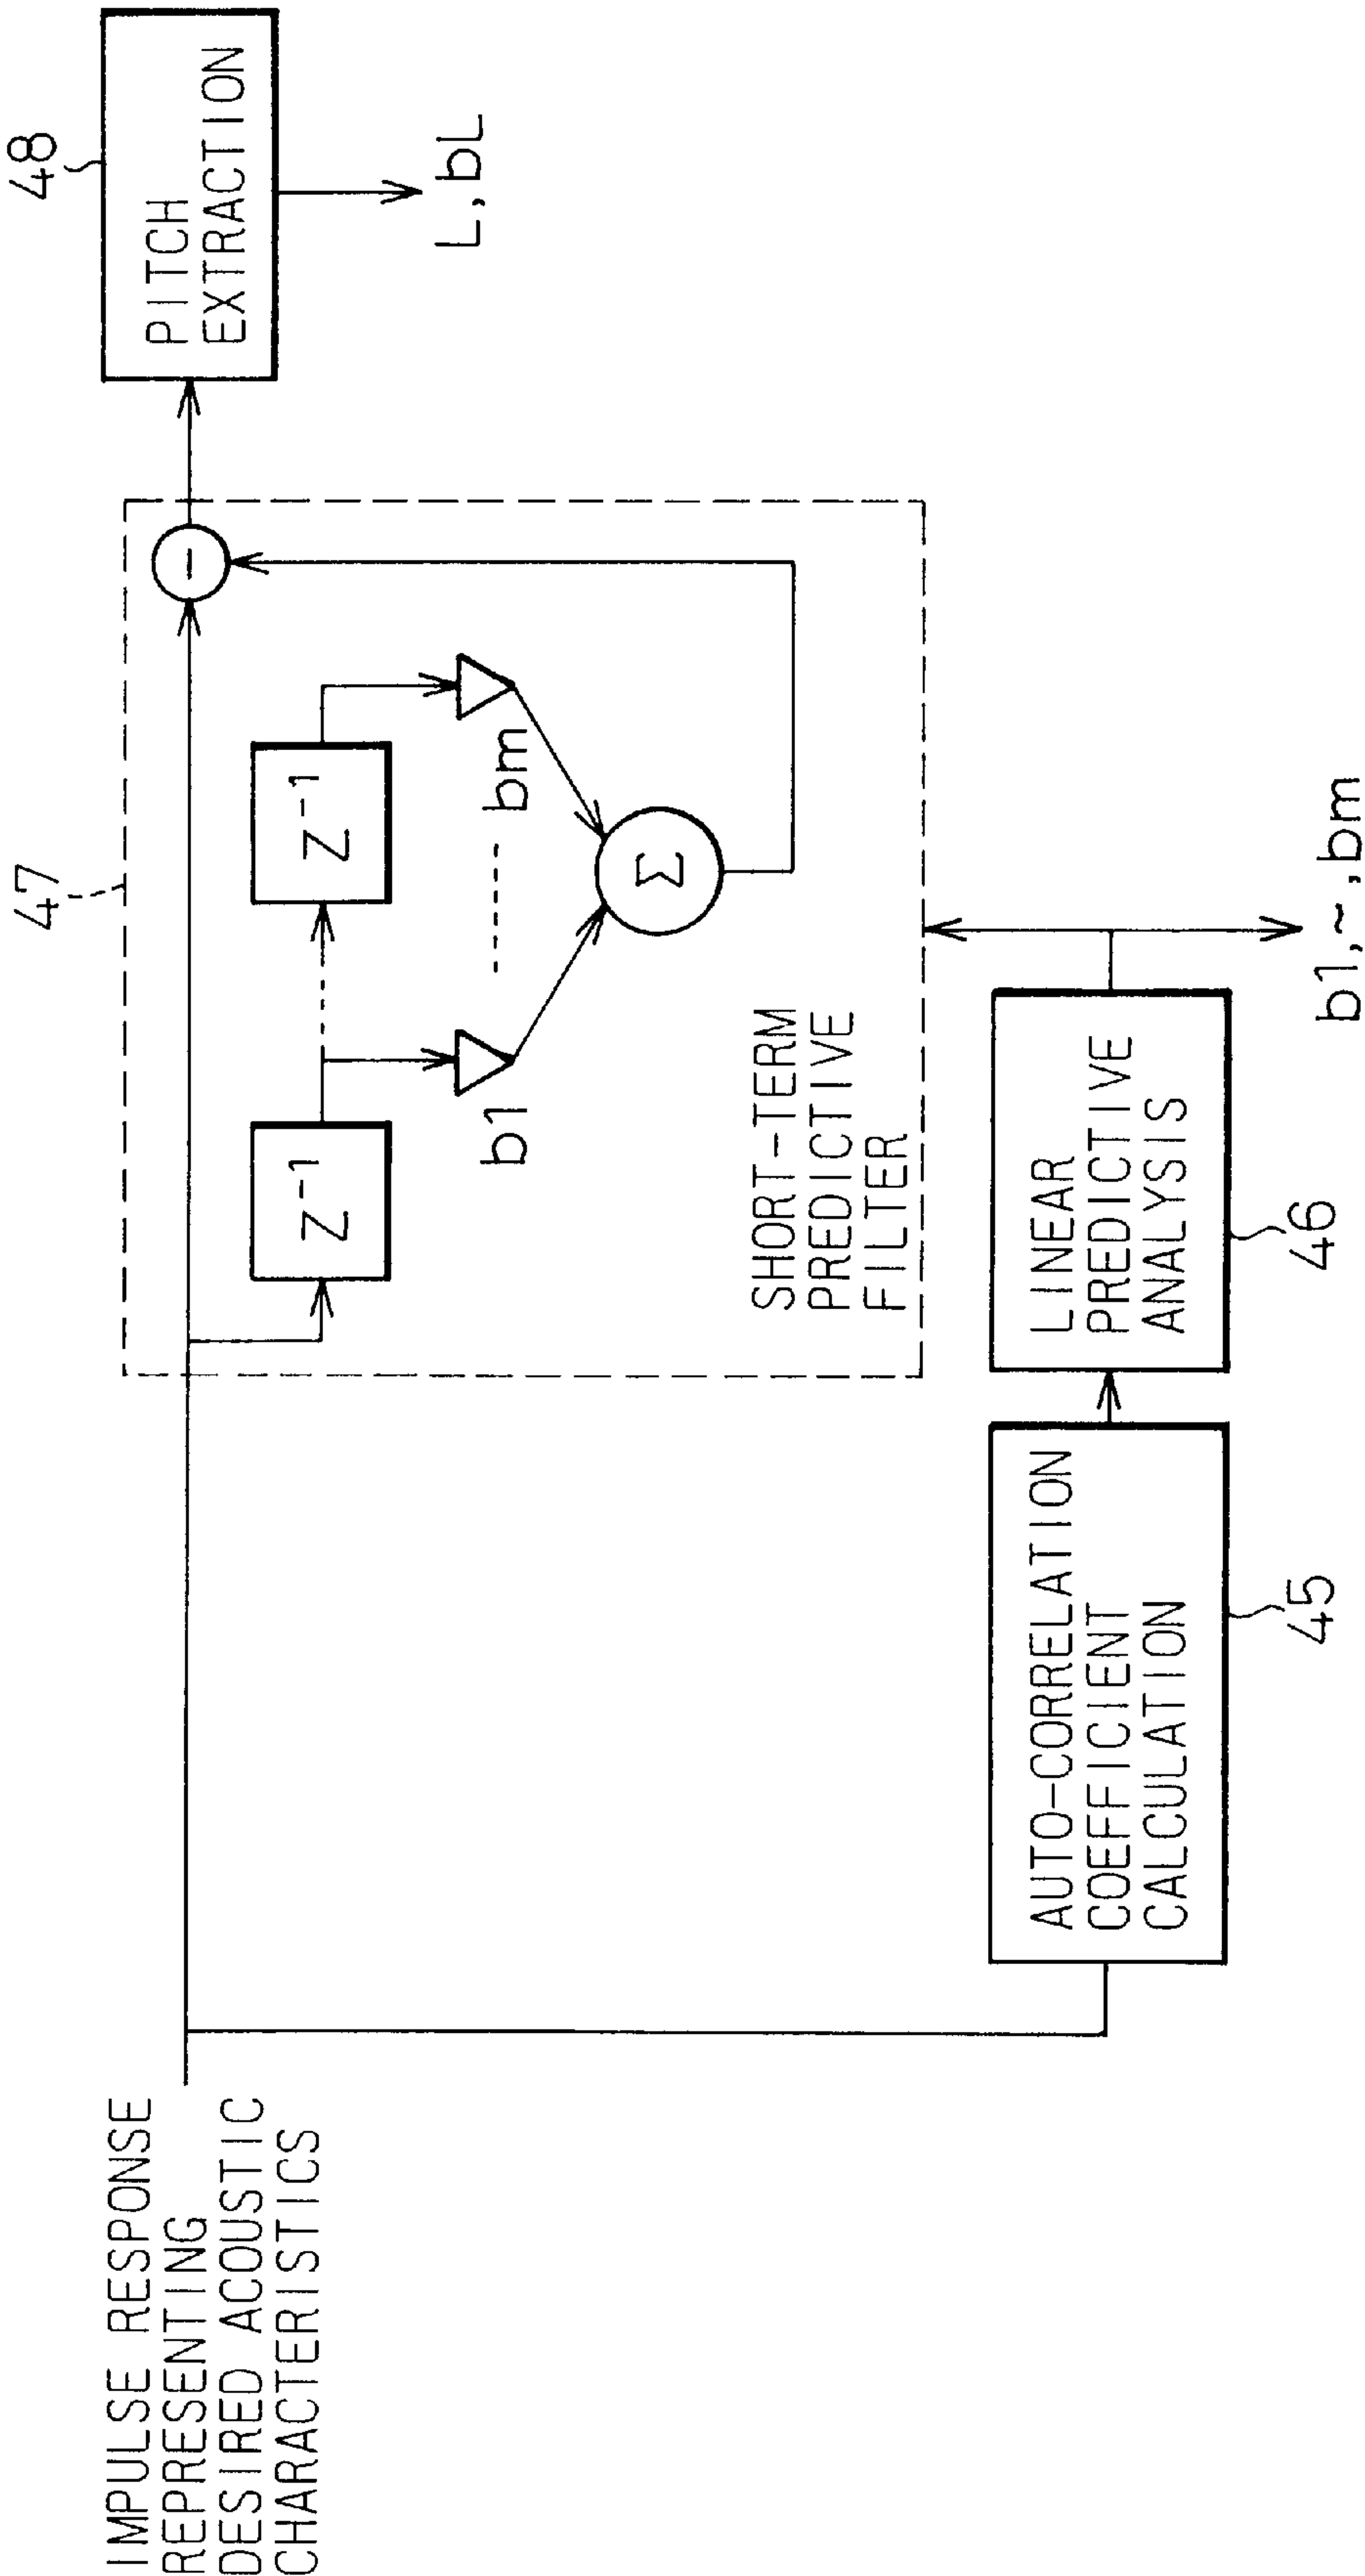 IMPULSE RESPONSE
REPRESENTING
DESIRED ACOUSTIC
CHARACTERISTICS
47
48
PITCH
EXTRACTION
L, bL
−
Z⁻¹
Z⁻¹
b1
bm
Σ
SHORT-TERM
PREDICTIVE
FILTER
AUTO-CORRELATION
COEFFICIENT
CALCULATION
45
LINEAR
PREDICTIVE
ANALYSIS
46
b1,~,bm